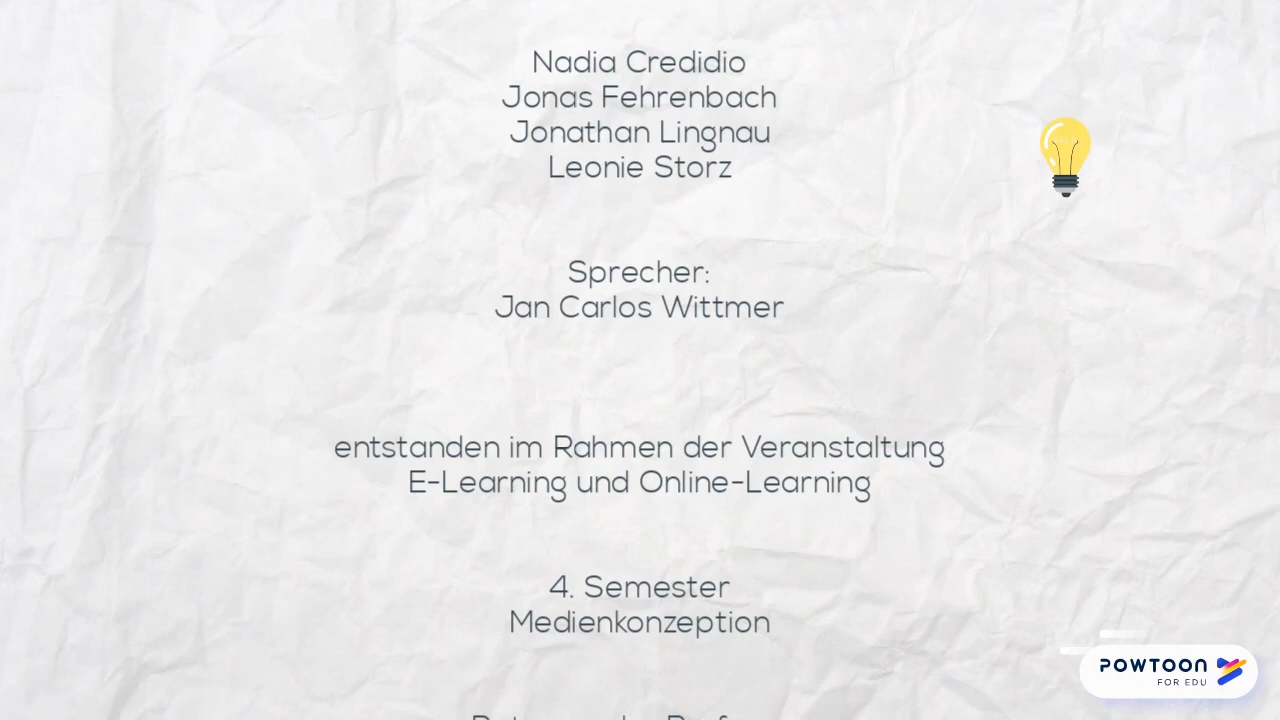 Nadia Credidio
Jonas Fehrenbach
Jonathan Lingnau
Leonie Storz
Sprecher:
Jan Carlos Wittmer
entstanden im Rahmen der Veranstaltung
E-Learning und Online-Learning
4. Semester
Medienkonzeption
POWTOON
FOR EDU